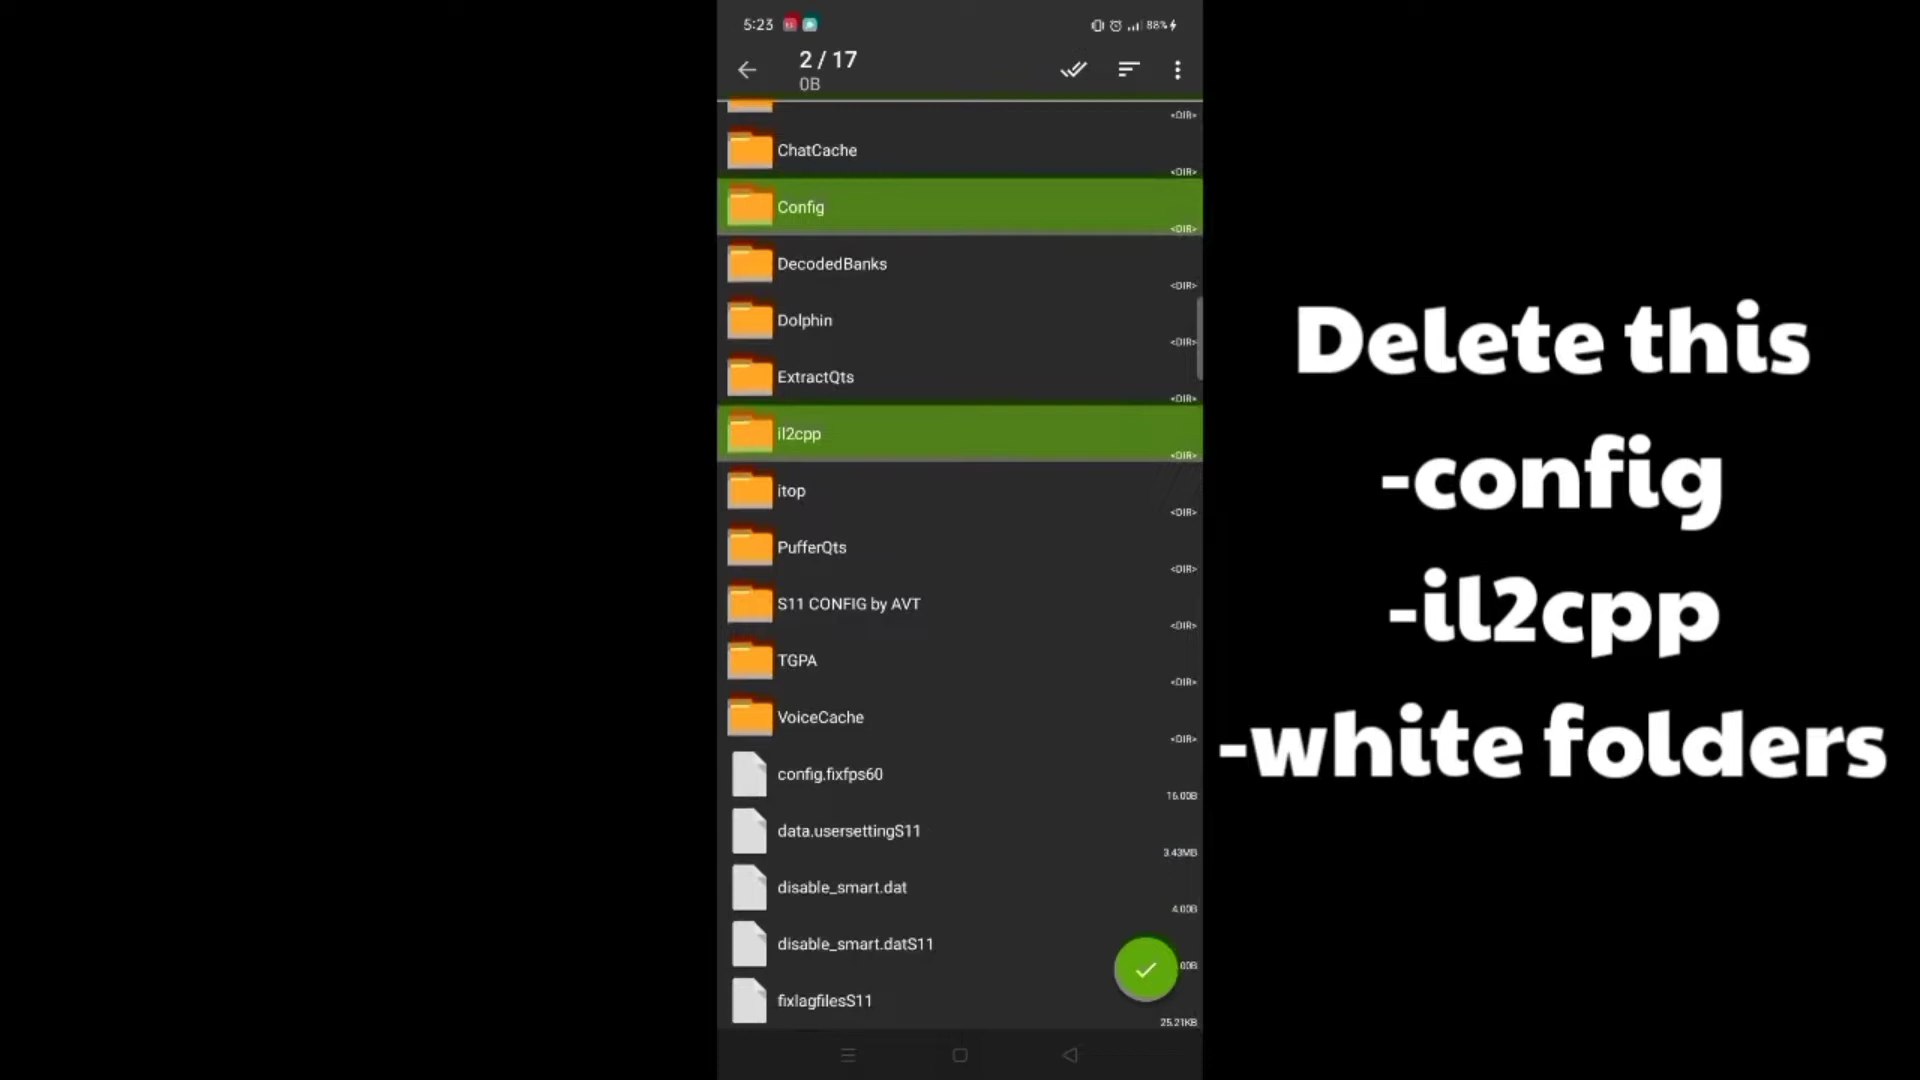 5:23
88%
2 / 17
0B
<DIR>
ChatCache
<DIR>
Config
<DIR>
DecodedBanks
<DIR>
Dolphin
<DIR>
ExtractQts
<DIR>
il2cpp
<DIR>
itop
<DIR>
PufferQts
<DIR>
S11 CONFIG by AVT
<DIR>
TGPA
<DIR>
VoiceCache
<DIR>
config.fixfps60
16.00B
data.usersettingS11
3.43MB
disable_smart.dat
4.00B
disable_smart.datS11
00B
fixlagfilesS11
25.21KB
Delete this
-config
-il2cpp
-white folders